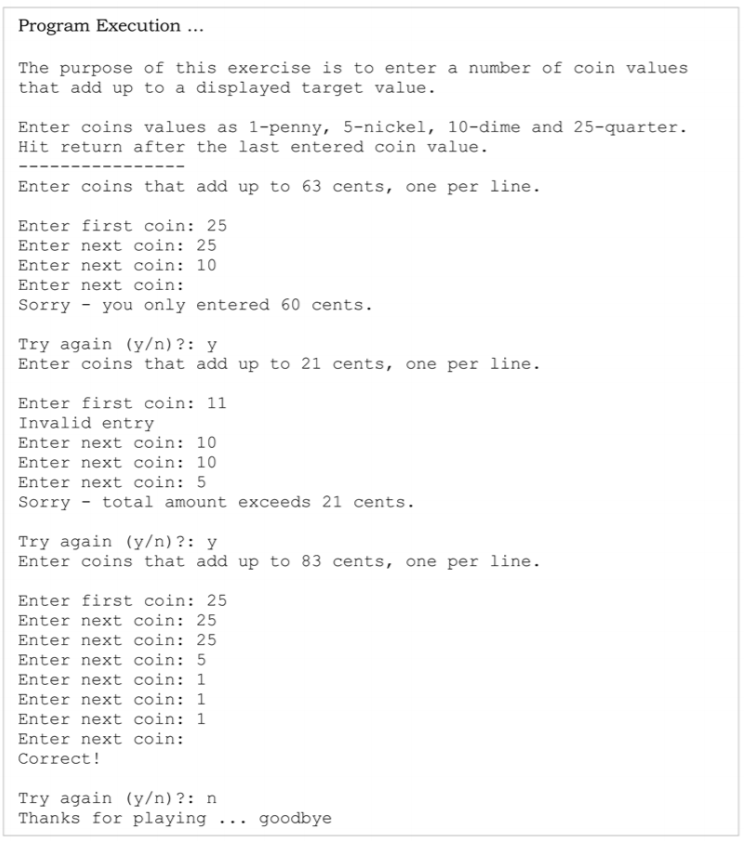 Program Execution ...
The purpose of this exercise is to enter a number of coin values
that add up to a displayed target value.
Enter coins values as 1-penny, 5-nickel, 10-dime and 25-quarter.
Hit return after the last entered coin value.
----------------
Enter coins that add up to 63 cents, one per line.
Enter first coin: 25
Enter next coin: 25
Enter next coin: 10
Enter next coin:
Sorry - you only entered 60 cents.
Try again (y/n)?: y
Enter coins that add up to 21 cents, one per line.
Enter first coin: 11
Invalid entry
Enter next coin: 10
Enter next coin: 10
Enter next coin: 5
Sorry - total amount exceeds 21 cents.
Try again (y/n)?: y
Enter coins that add up to 83 cents, one per line.
Enter first coin: 25
Enter next coin: 25
Enter next coin: 25
Enter next coin: 5
Enter next coin: 1
Enter next coin: 1
Enter next coin: 1
Enter next coin:
Correct!
Try again (y/n)?: n
Thanks for playing ... goodbye